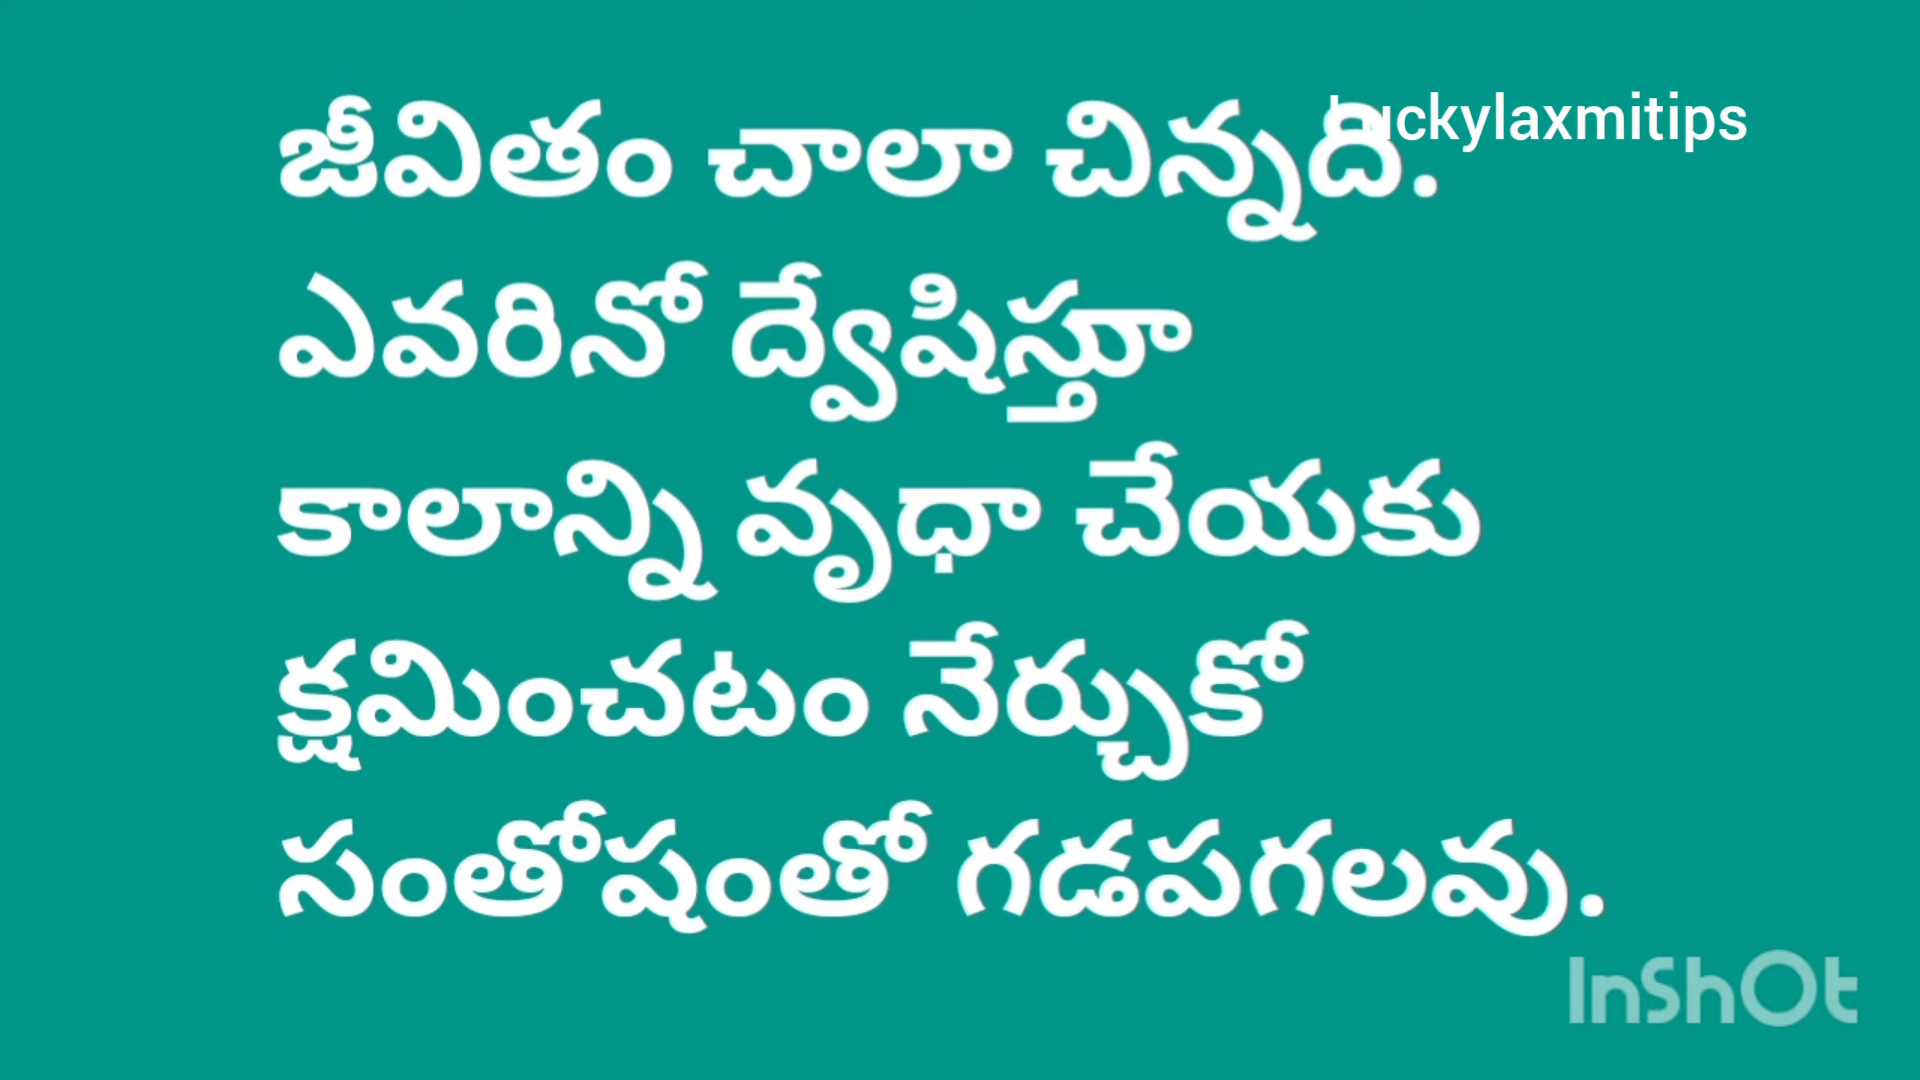 జీవితం చాలా చిన్నది.
luckylaxmitips
ఎవరినో ద్వేషిస్తూ
కాలాన్ని వృధా చేయకు
క్షమించటం నేర్చుకో
సంతోషంతో గడపగలవు.
InShOt